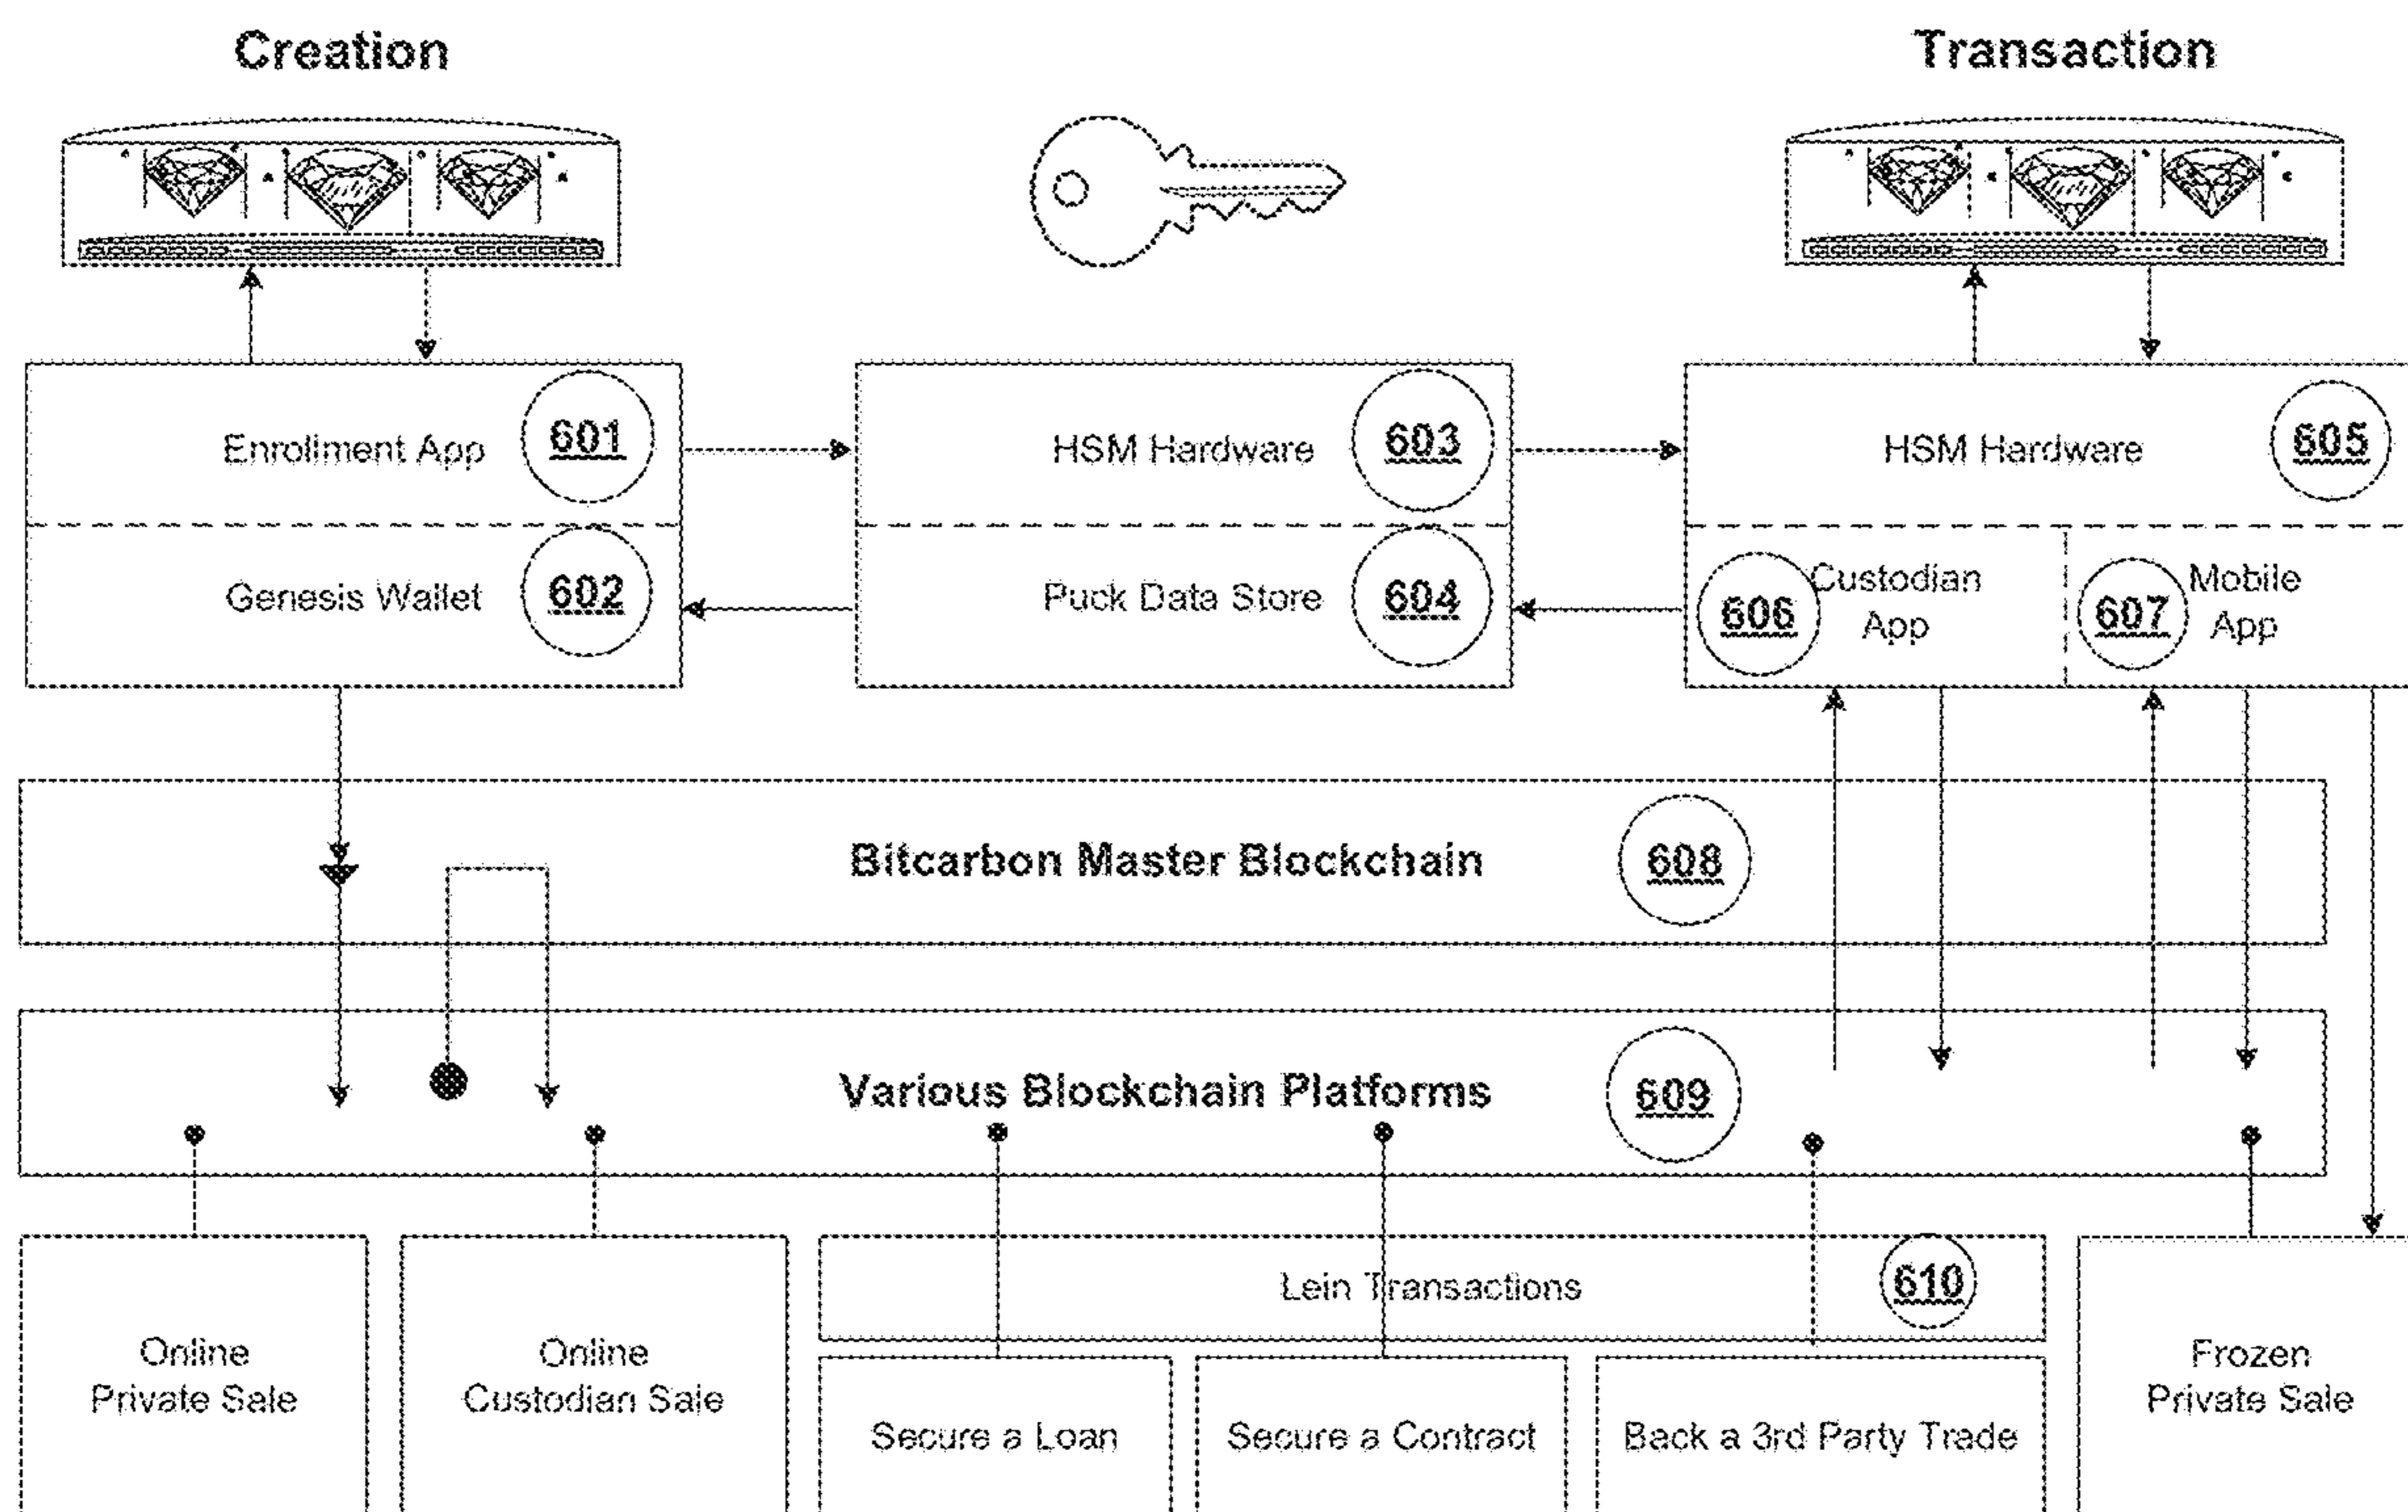 Creation
Transaction
Enrollment App 601
HSM Hardware 603
HSM Hardware 605
Genesis Wallet 602
Puck Data Store 604
606 Custodian
App
607 Mobile
App
Bitcarbon Master Blockchain 608
Various Blockchain Platforms 609
Lein Transactions 610
Online
Private Sale
Online
Custodian Sale
Secure a Loan
Secure a Contract
Back a 3rd Party Trade
Frozen
Private Sale